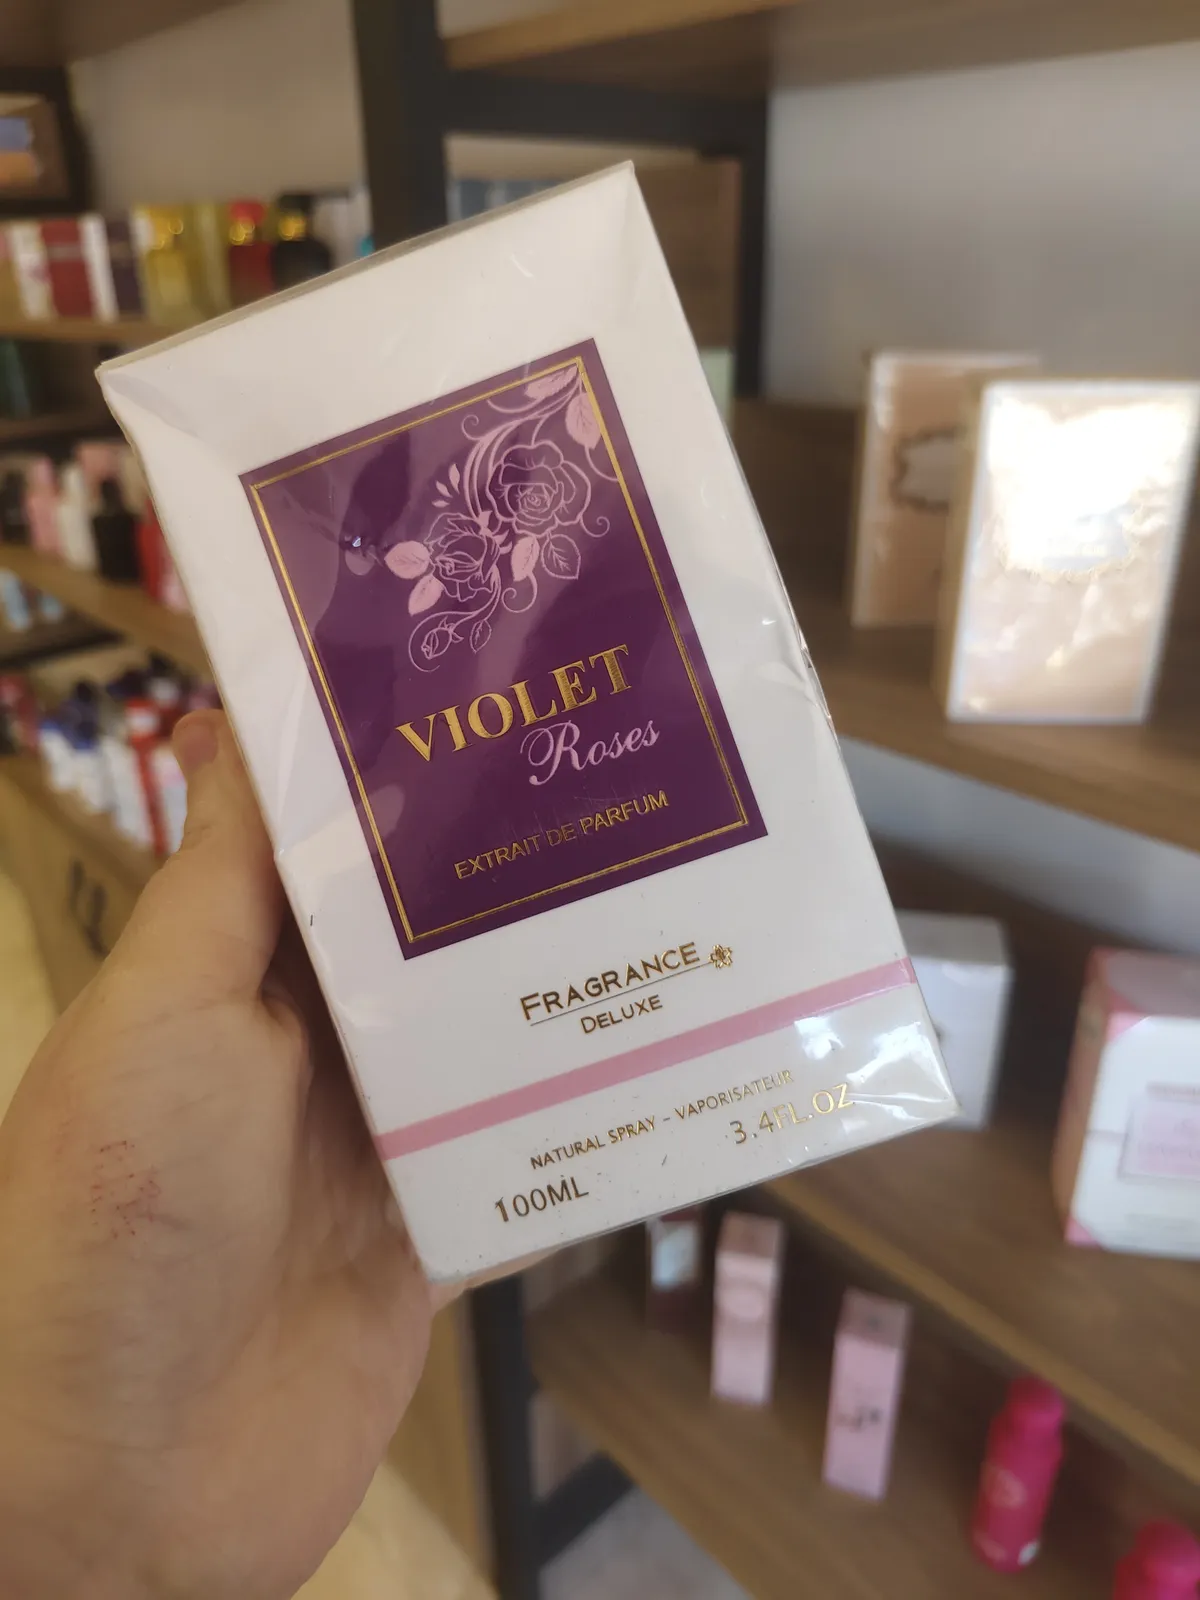 VIOLET
Roses
EXTRAIT DE PARFUM
FRAGRANCE
DELUXE
NATURAL SPRAY - VAPORISATEUR
100ML 3.4FL.OZ